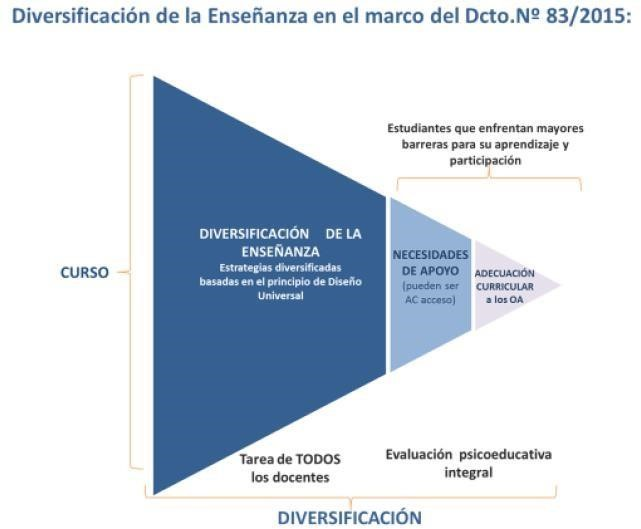 Diversificación de la Enseñanza en el marco del Dcto.Nº 83/2015:
Estudiantes que enfrentan mayores
barreras para su aprendizaje y
participación
CURSO
DIVERSIFICACIÓN DE LA
ENSEÑANZA
Estrategias diversificadas
basadas en el principio de Diseño
Universal
NECESIDADES
DE APOYO
(pueden ser
AC acceso)
ADECUACIÓN
CURRICULAR
a los OA
Tarea de TODOS
los docentes
Evaluación psicoeducativa
integral
DIVERSIFICACIÓN